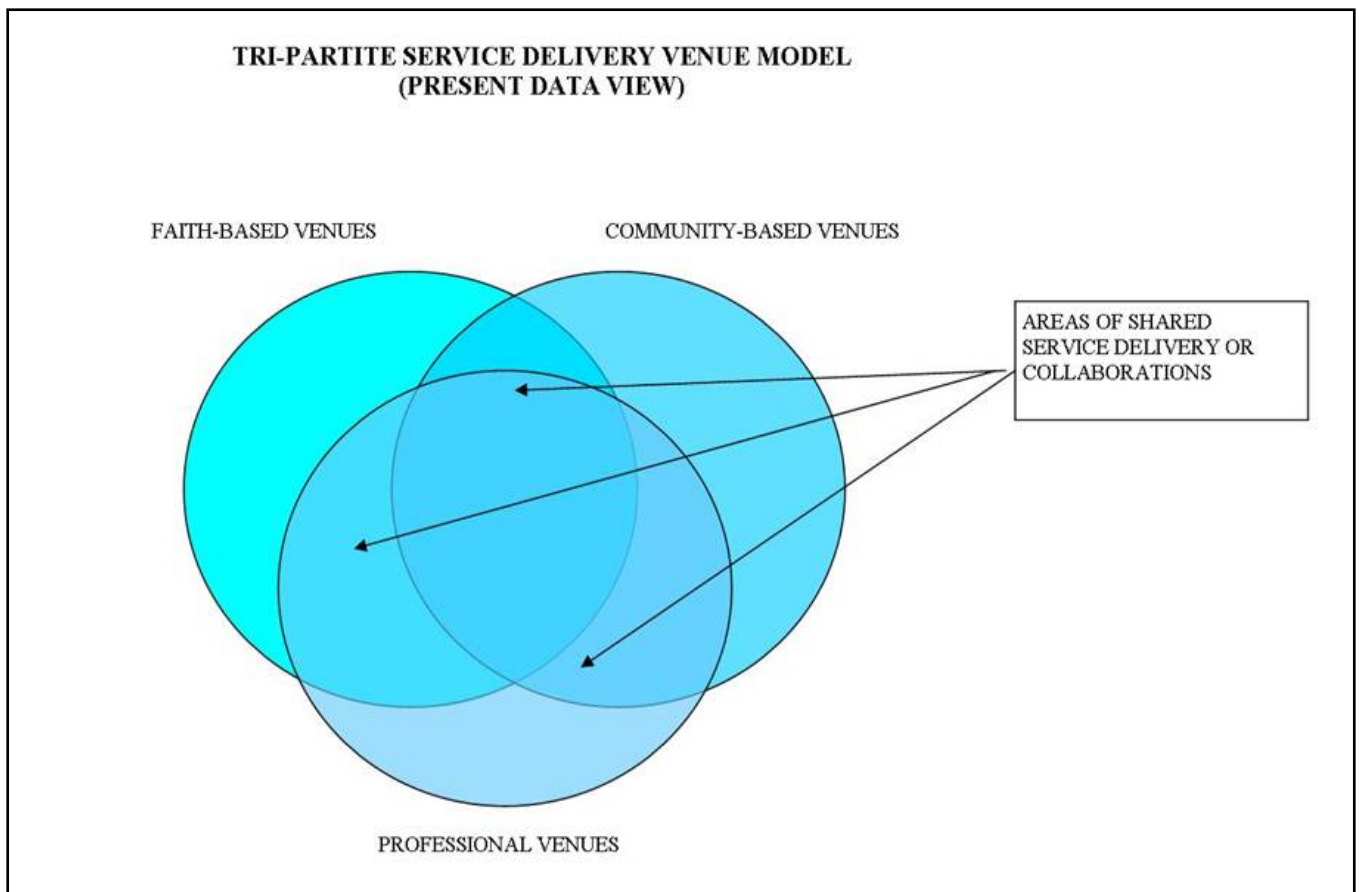 TRI-PARTITE SERVICE DELIVERY VENUE MODEL
(PRESENT DATA VIEW)
FAITH-BASED VENUES
COMMUNITY-BASED VENUES
AREAS OF SHARED
SERVICE DELIVERY OR
COLLABORATIONS
PROFESSIONAL VENUES